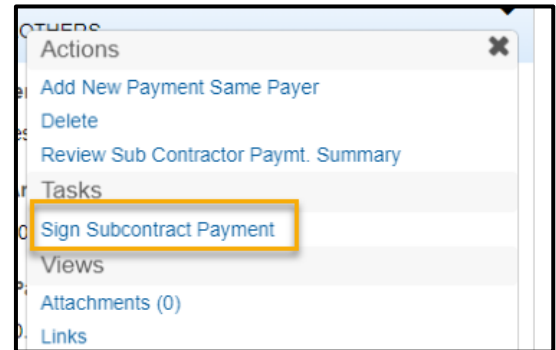 OTHERS
Actions
Add New Payment Same Payer
Delete
Review Sub Contractor Paymt. Summary
Tasks
Sign Subcontract Payment
Views
Attachments (0)
Links